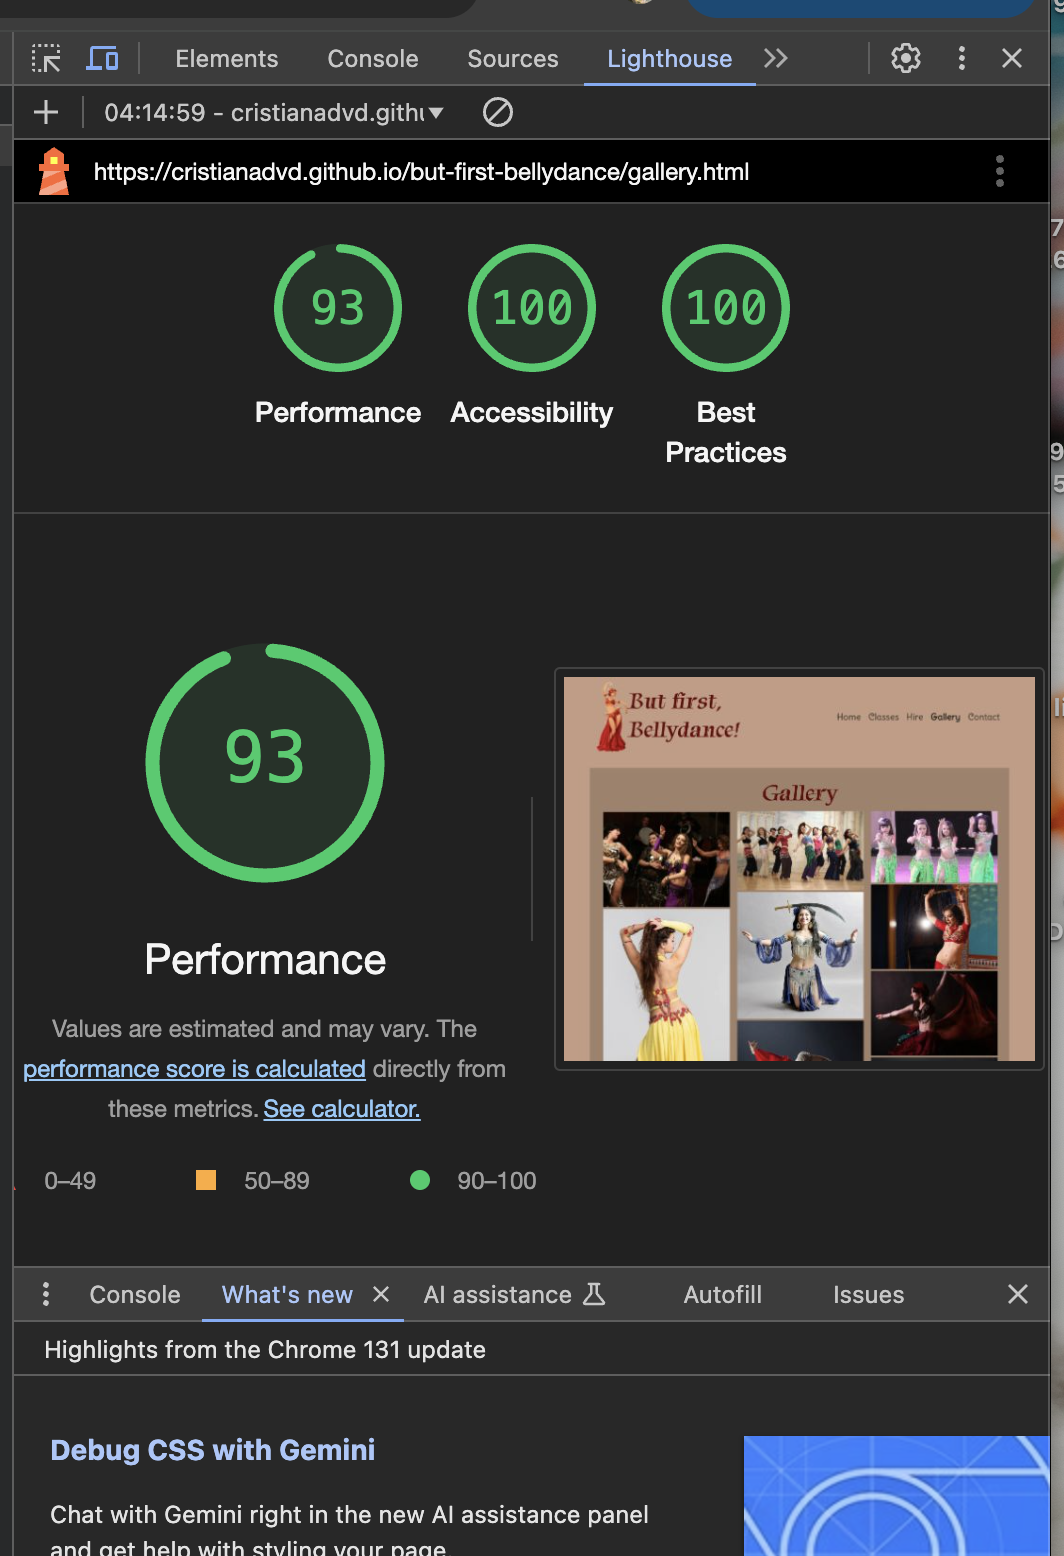 Elements Console Sources Lighthouse
04:14:59 - cristianadvd.githu
https://cristianadvd.github.io/but-first-bellydance/gallery.html
93 100 100
Performance Accessibility Best
Practices
93
Performance
Values are estimated and may vary. The
performance score is calculated directly from
these metrics. See calculator.
0–49 50–89 90–100
But first,
Bellydance!
Home Classes Hire Gallery Contact
Gallery
Console What's new AI assistance Autofill Issues
Highlights from the Chrome 131 update
Debug CSS with Gemini
Chat with Gemini right in the new AI assistance panel
and get help with styling your page.